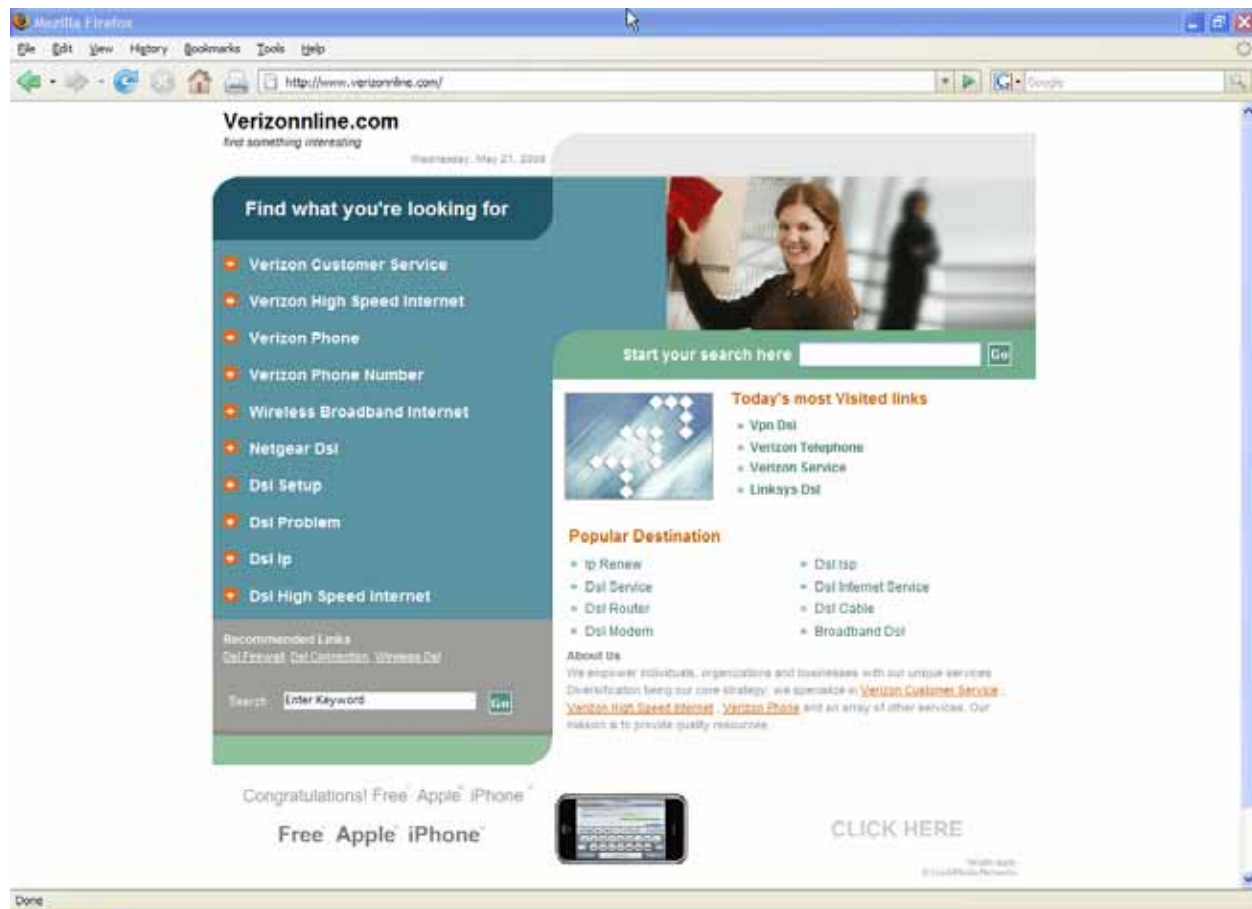 Mozilla Firefox
File Edit View History Bookmarks Tools Help
http://www.verizonnline.com/
Google
Verizonnline.com
find something interesting
Wednesday, May 21, 2008
Find what you're looking for
Verizon Customer Service
Verizon High Speed Internet
Verizon Phone
Verizon Phone Number
Wireless Broadband Internet
Netgear Dsl
Dsl Setup
Dsl Problem
Dsl Ip
Dsl High Speed Internet
Recommended Links
Dsl Firewall Dsl Connection Wireless Dsl
Search Enter Keyword Go
Start your search here Go
Today's most Visited links
Vpn Dsl
Verizon Telephone
Verizon Service
Linksys Dsl
Popular Destination
Ip Renew
Dsl Service
Dsl Router
Dsl Modem
Dsl Isp
Dsl Internet Service
Dsl Cable
Broadband Dsl
About Us
We empower individuals, organizations and businesses with our unique services
Diversification being our core strategy, we specialize in Verizon Customer Service ,
Verizon High Speed Internet , Verizon Phone and an array of other services. Our
mission is to provide quality resources
Congratulations! Free Apple iPhone
Free Apple iPhone
CLICK HERE
Done